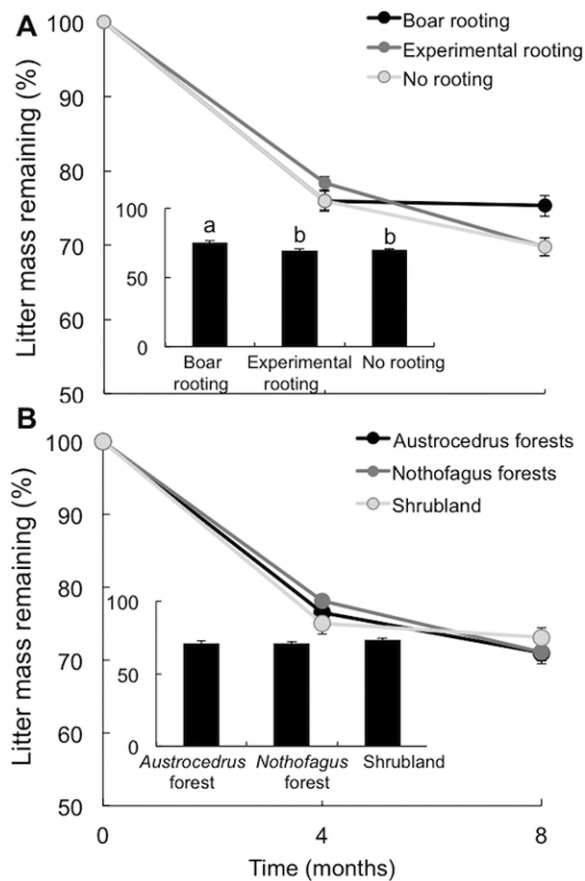 A
Litter mass remaining (%)
100
90
80
70
60
50
Boar rooting
Experimental rooting
No rooting
100
50
0
a
b
b
Boar
rooting
Experimental
rooting
No rooting
B
Litter mass remaining (%)
100
90
80
70
60
50
Austrocedrus forests
Nothofagus forests
Shrubland
100
50
0
Austrocedrus
forest
Nothofagus
forest
Shrubland
0
4
8
Time (months)